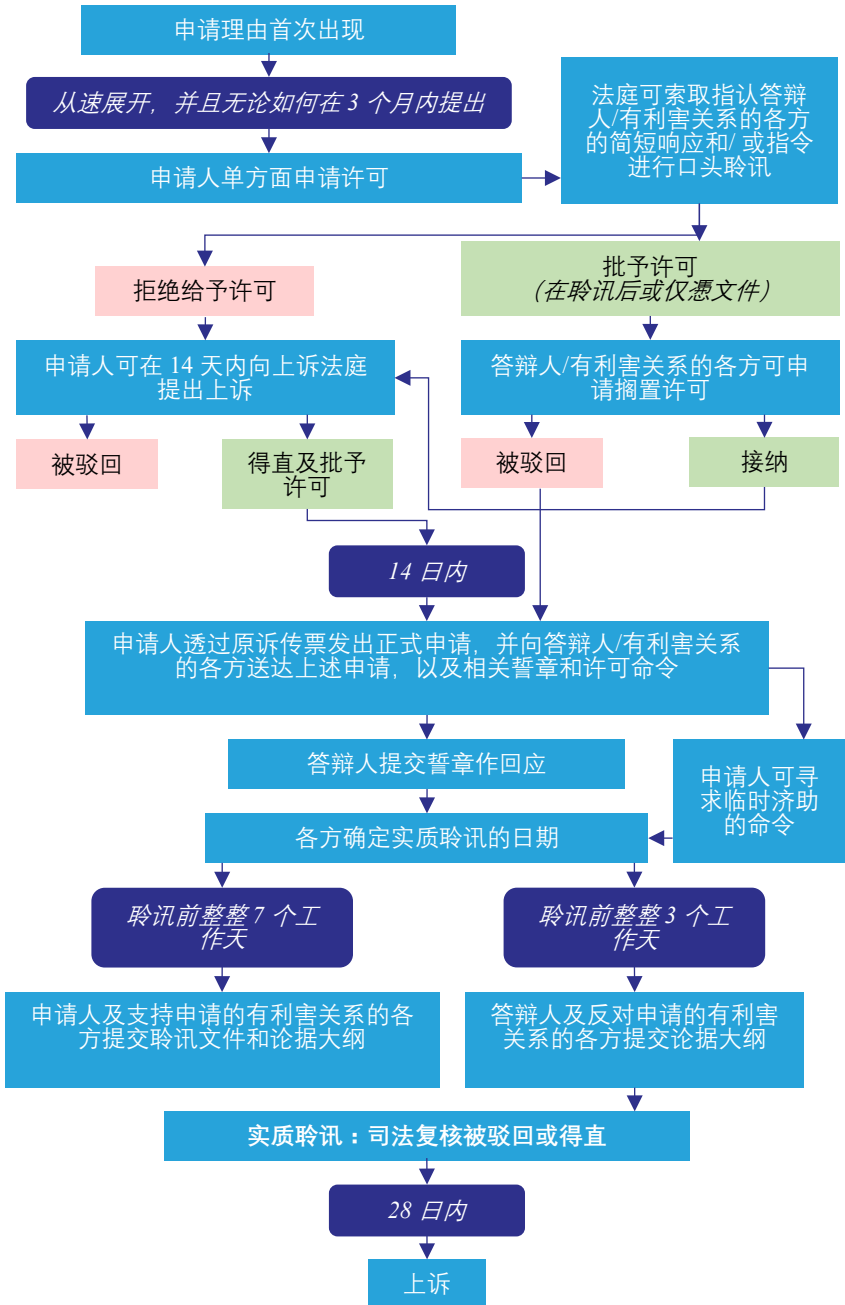 申请理由首次出现
从速展开，并且无论如何在 3 个月内提出
申请人单方面申请许可
法庭可索取指认答辩
人/有利害关系的各方
的简短响应和/ 或指令
进行口头聆讯
拒绝给予许可
批予许可
（在聆讯后或仅慿文件）
申请人可在 14 天内向上诉法庭
提出上诉
答辩人/有利害关系的各方可申
请搁置许可
被驳回
得直及批予
许可
被驳回
接纳
14 日内
申请人透过原诉传票发出正式申请，并向答辩人/有利害关系
的各方送达上述申请，以及相关誓章和许可命令
答辩人提交誓章作回应
申请人可寻
求临时济助
的命令
各方确定实质聆讯的日期
聆讯前整整 7 个工
作天
聆讯前整整 3 个工
作天
申请人及支持申请的有利害关系的各
方提交聆讯文件和论据大纲
答辩人及反对申请的有利害
关系的各方提交论据大纲
实质聆讯：司法复核被驳回或得直
28 日内
上诉